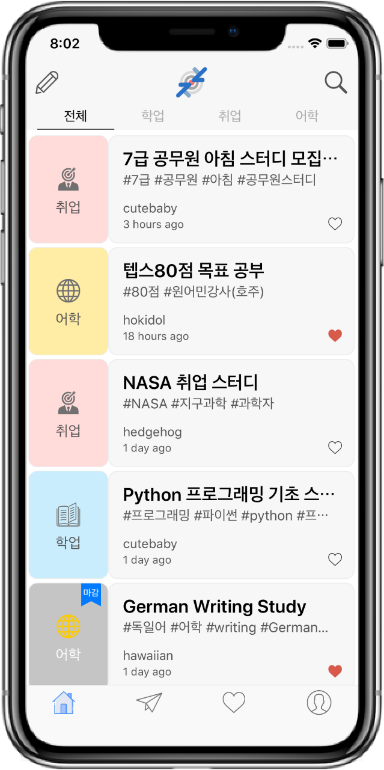 8:02
전체 학업 취업 어학
취업
7급 공무원 아침 스터디 모집…
#7급 #공무원 #아침 #공무원스터디
cutebaby
3 hours ago
어학
텝스80점 목표 공부
#80점 #원어민강사(호주)
hokidol
18 hours ago
취업
NASA 취업 스터디
#NASA #지구과학 #과학자
hedgehog
1 day ago
학업
Python 프로그래밍 기초 스…
#프로그래밍 #파이썬 #python #프…
cutebaby
1 day ago
마감
어학
German Writing Study
#독일어 #어학 #writing #German…
hawaiian
1 day ago